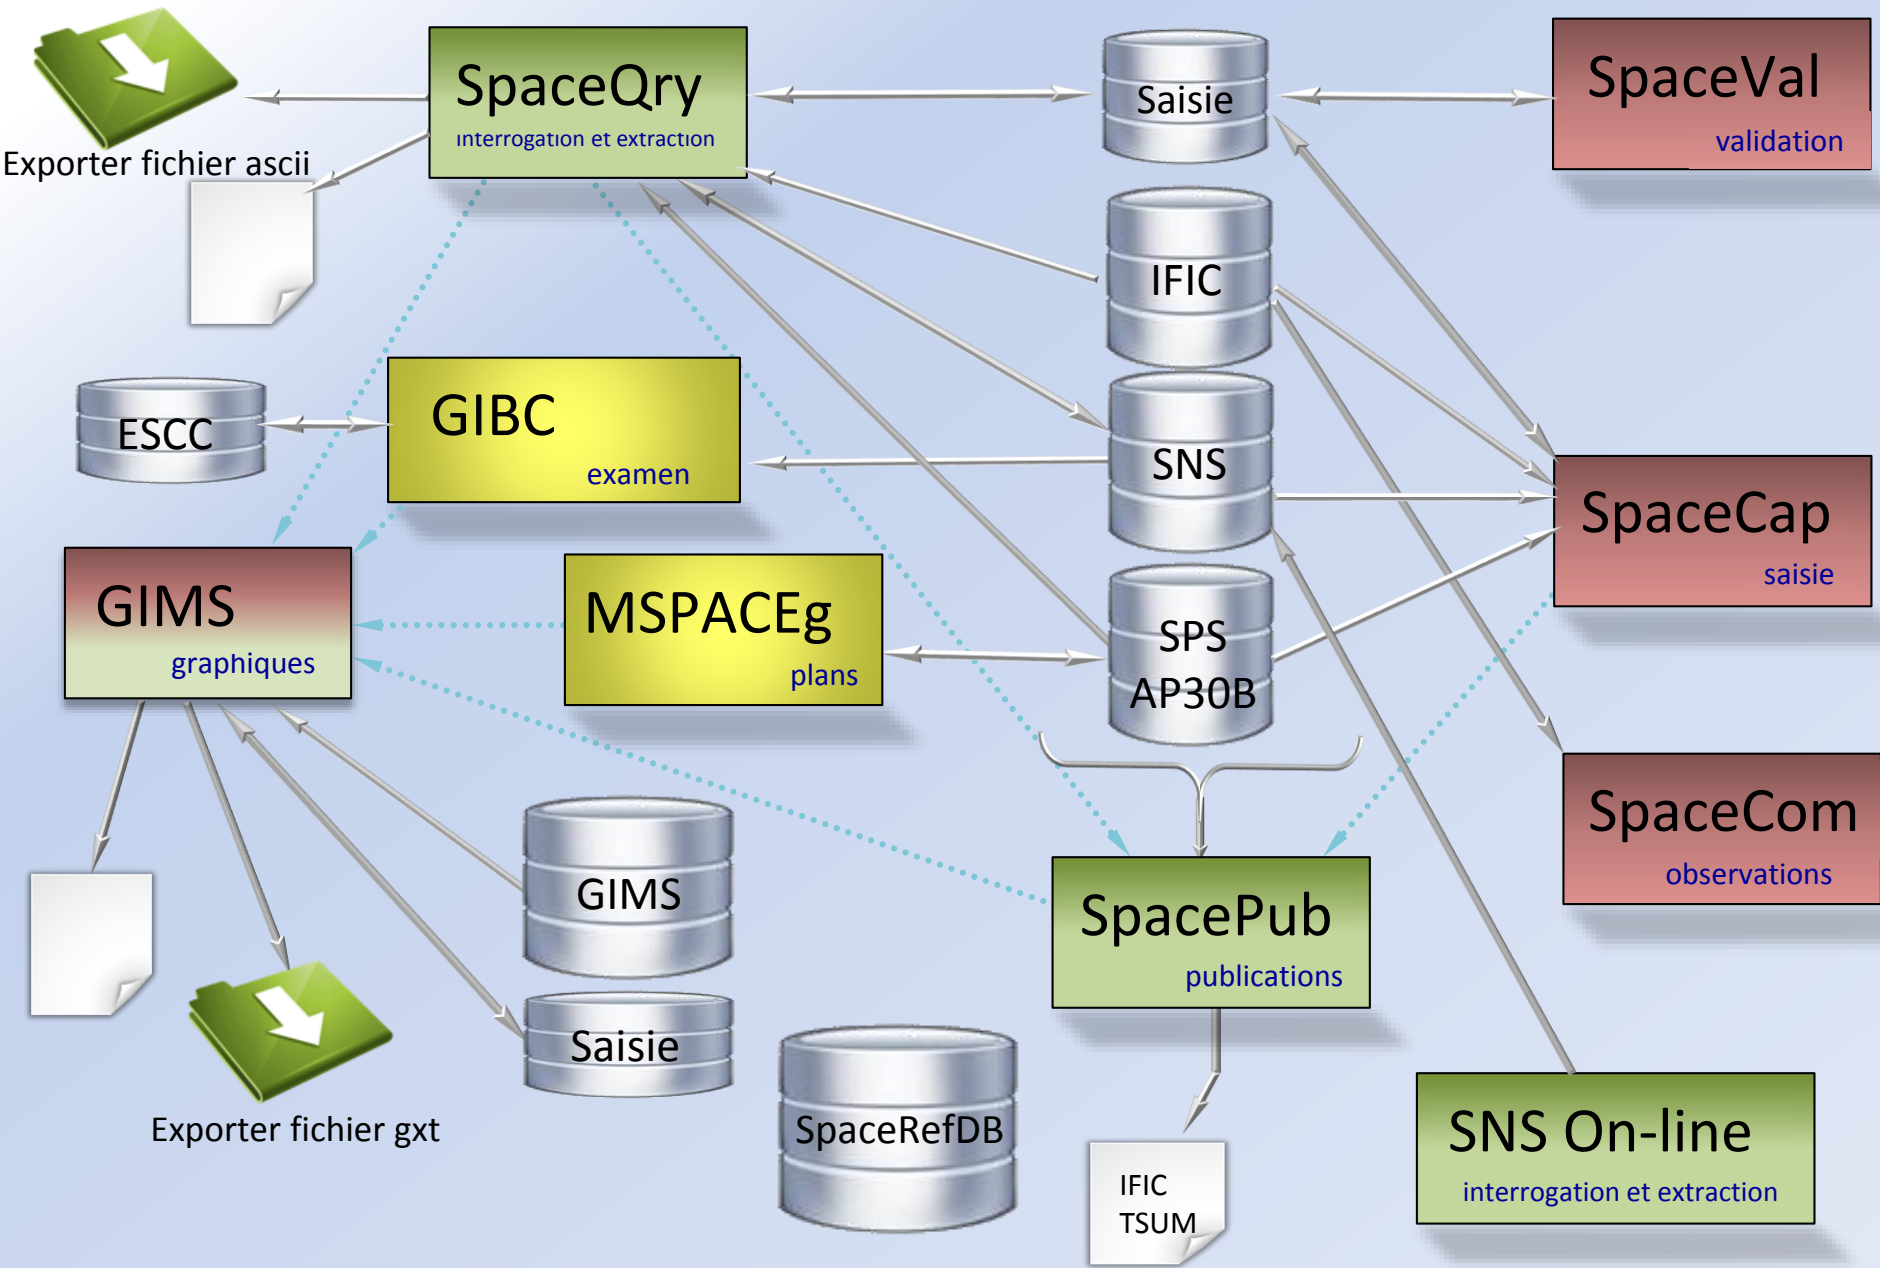 SpaceQry
interrogation et extraction
Saisie
SpaceVal
validation
Exporter fichier ascii
IFIC
ESCC
GIBC
examen
SNS
SpaceCap
saisie
GIMS
graphiques
MSPACEg
plans
SPS
AP30B
SpaceCom
observations
GIMS
SpacePub
publications
Saisie
Exporter fichier gxt
SpaceRefDB
SNS On-line
interrogation et extraction
IFIC
TSUM